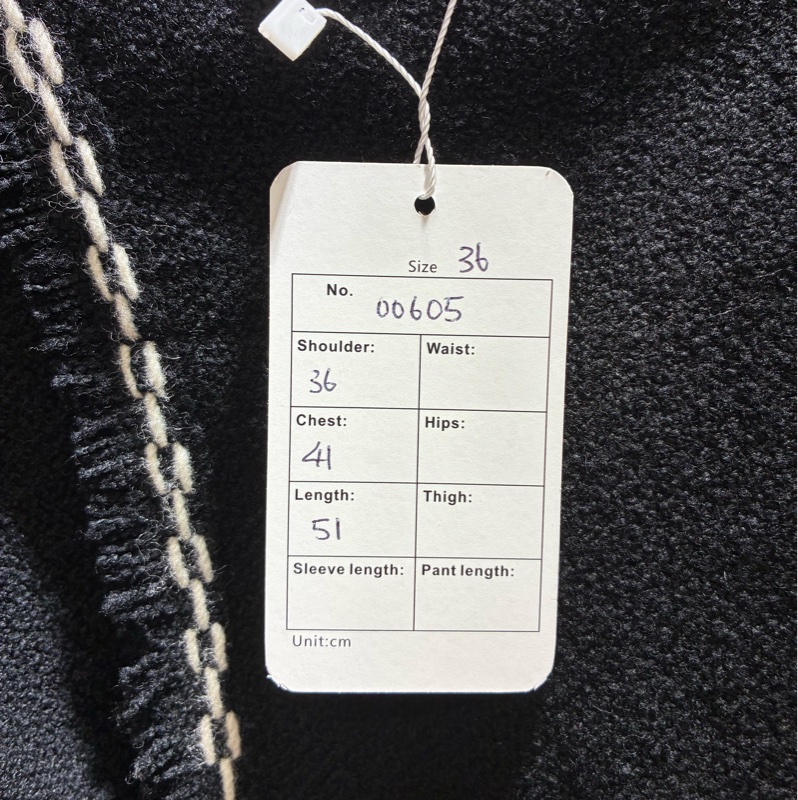 Size 36
No. 00605
Shoulder: Waist:
36
Chest: Hips:
41
Length: Thigh:
51
Sleeve length: Pant length:
Unit:cm